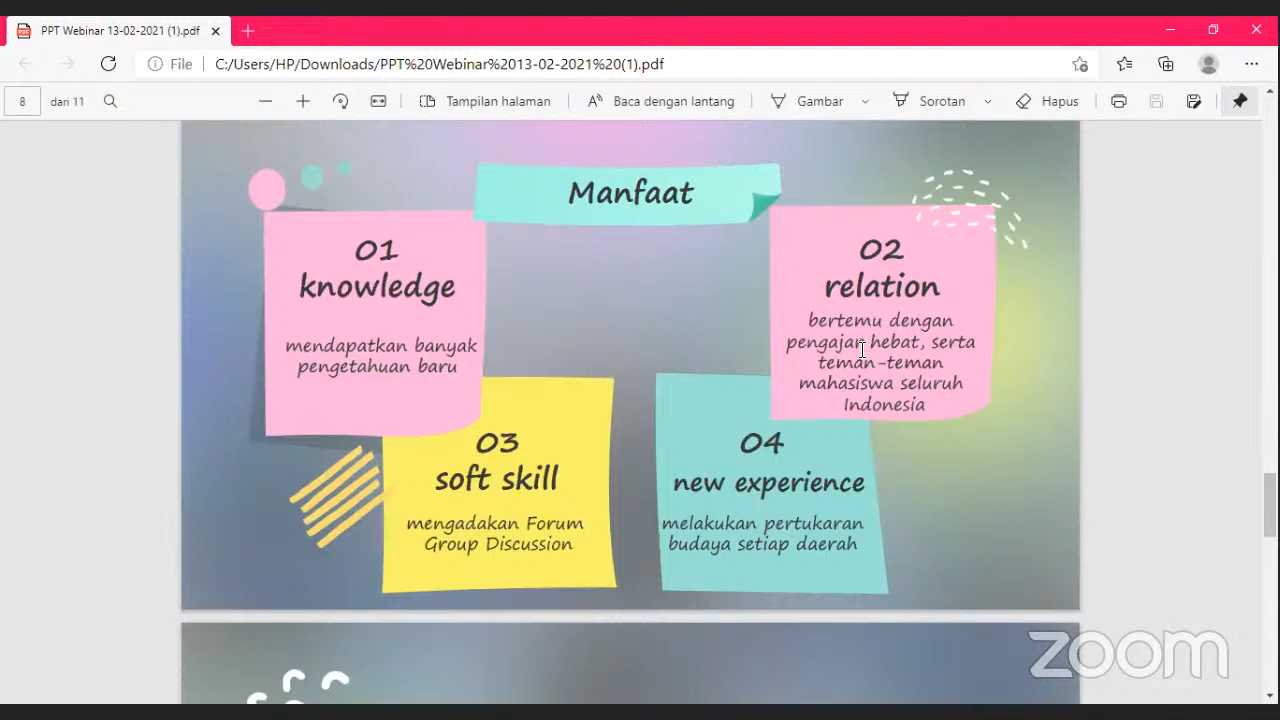 PPT Webinar 13-02-2021 (1).pdf
File
C:/Users/HP/Downloads/PPT%20Webinar%2013-02-2021%20(1).pdf
8
dari 11
Tampilan halaman
Baca dengan lantang
Gambar
Sorotan
Hapus
Manfaat
01
knowledge
mendapatkan banyak
pengetahuan baru
02
relation
bertemu dengan
pengajar hebat, serta
teman-teman
mahasiswa seluruh
Indonesia
03
soft skill
mengadakan Forum
Group Discussion
04
new experience
melakukan pertukaran
budaya setiap daerah
zoom